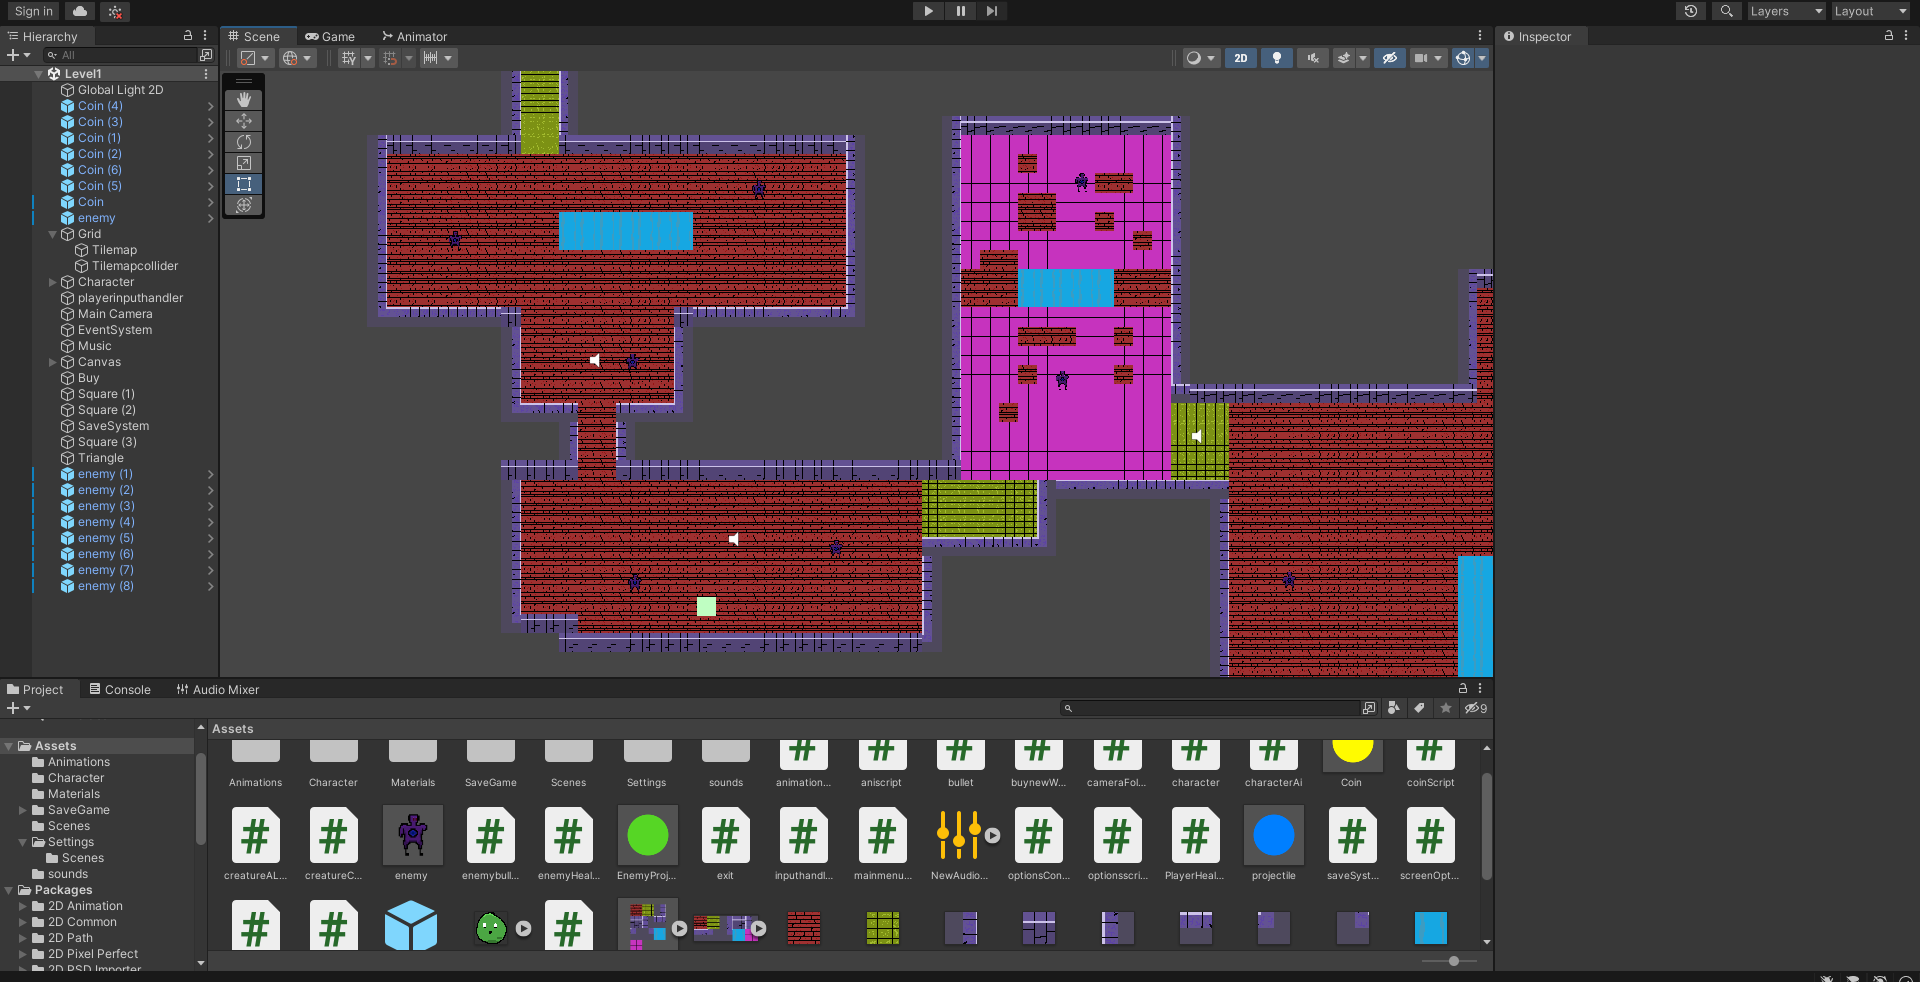 Sign in
Layers
Layout
Hierarchy
Scene
Game
Animator
Inspector
All
2D
Level1
Global Light 2D
Coin (4)
Coin (3)
Coin (1)
Coin (2)
Coin (6)
Coin (5)
Coin
enemy
Grid
Tilemap
Tilemapcollider
Character
playerinputhandler
Main Camera
EventSystem
Music
Canvas
Buy
Square (1)
Square (2)
SaveSystem
Square (3)
Triangle
enemy (1)
enemy (2)
enemy (3)
enemy (4)
enemy (5)
enemy (6)
enemy (7)
enemy (8)
Project
Console
Audio Mixer
9
Assets
Animations
Character
Materials
SaveGame
Scenes
Settings
Scenes
sounds
Packages
2D Animation
2D Common
2D Path
2D Pixel Perfect
2D PSD Importer
Assets
Animations Character Materials SaveGame Scenes Settings sounds animation... aniscript bullet buynewW... cameraFol... character characterAi Coin coinScript
creatureAL... creatureC... enemy enemybull... enemyHeal... EnemyProj... exit inputhandl... mainmenu... NewAudio... optionsCon... optionsscri... PlayerHeal... projectile saveSyst... screenOpt...